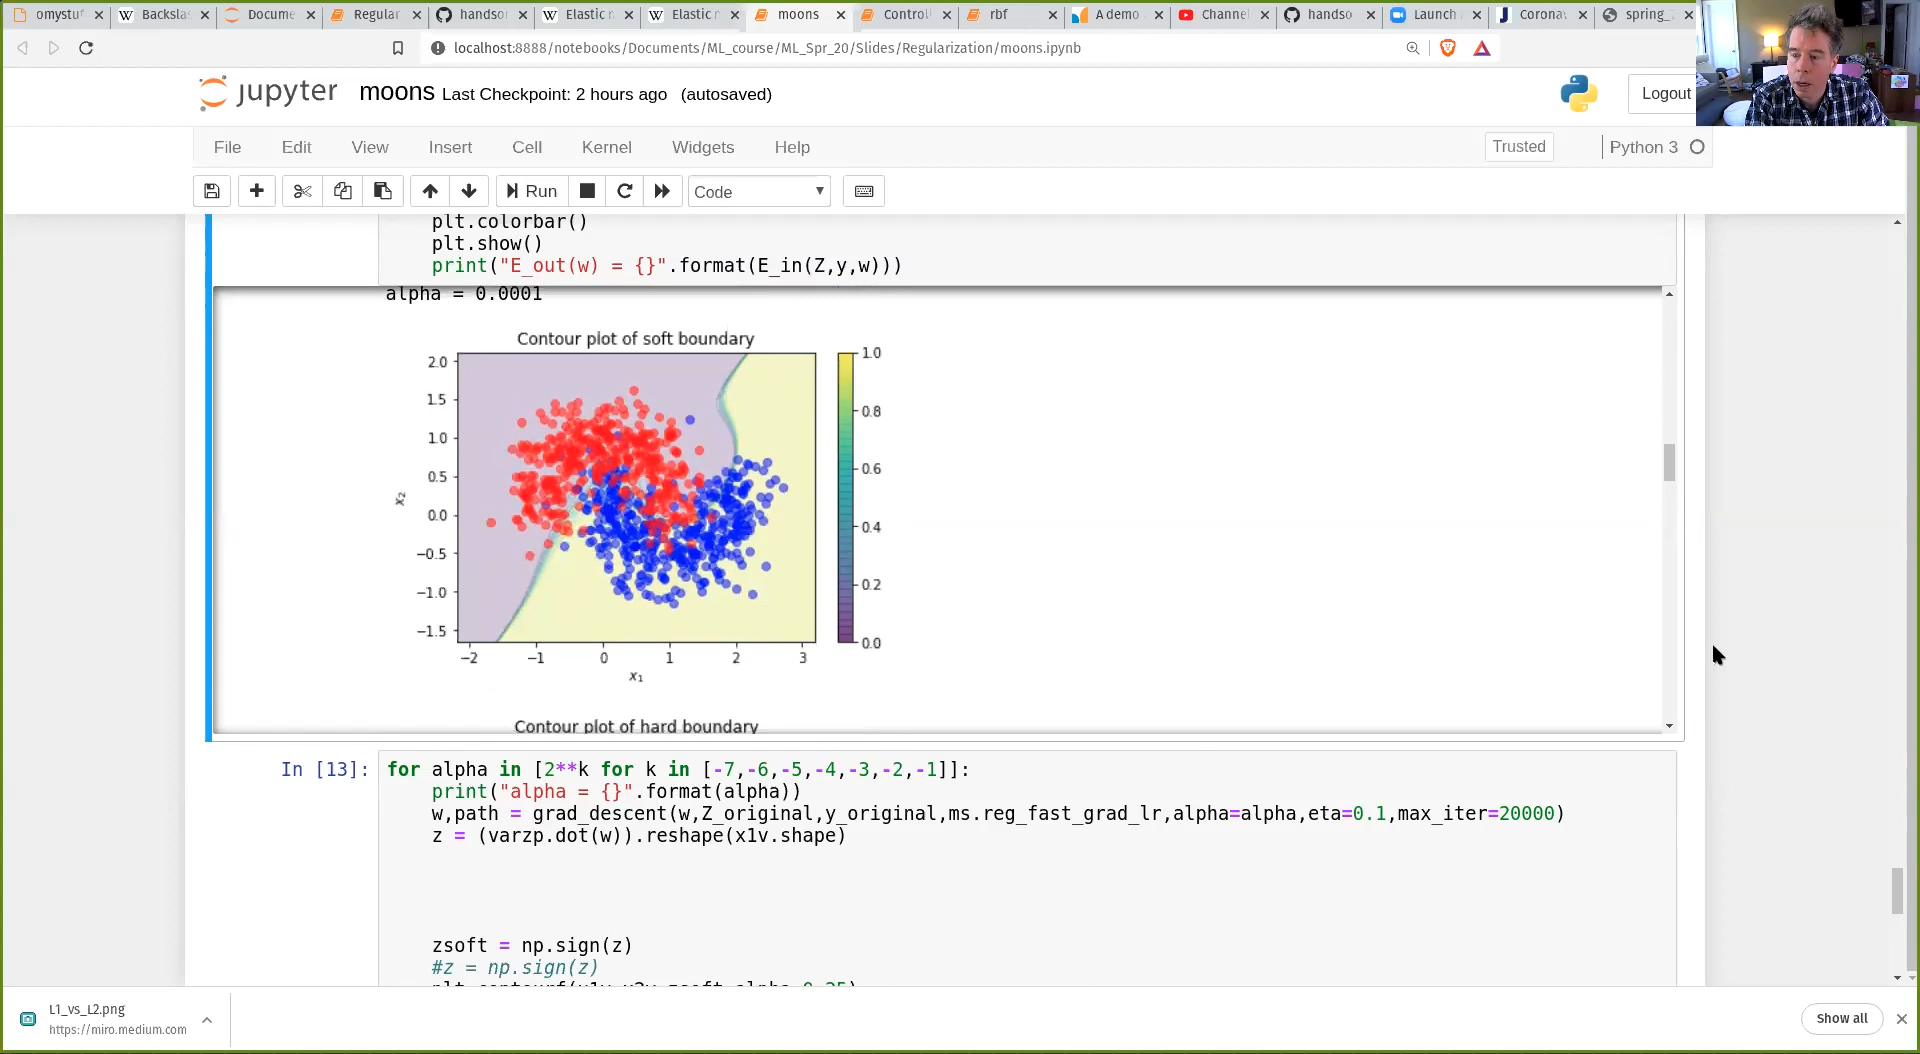 omystu
Backsla
Docume
Regular
handso
Elastic r
Elastic r
moons
Control
rbf
A demo
Channel
handso
Launch
Corona
spring_
localhost:8888/notebooks/Documents/ML_course/ML_Spr_20/Slides/Regularization/moons.ipynb
jupyter moons Last Checkpoint: 2 hours ago (autosaved)
Logout
File Edit View Insert Cell Kernel Widgets Help
Trusted
Python 3
Run
Code
plt.colorbar()
plt.show()
print("E_out(w) = {}".format(E_in(Z,y,w)))
alpha = 0.0001
Contour plot of soft boundary
2.0
1.5
1.0
0.5
0.0
−0.5
−1.0
−1.5
x₂
−2 −1 0 1 2 3
x₁
1.0
0.8
0.6
0.4
0.2
0.0
Contour plot of hard boundary
In [13]:
for alpha in [2**k for k in [-7,-6,-5,-4,-3,-2,-1]]:
print("alpha = {}".format(alpha))
w,path = grad_descent(w,Z_original,y_original,ms.reg_fast_grad_lr,alpha=alpha,eta=0.1,max_iter=20000)
z = (varzp.dot(w)).reshape(x1v.shape)
zsoft = np.sign(z)
#z = np.sign(z)
L1_vs_L2.png
https://miro.medium.com
Show all